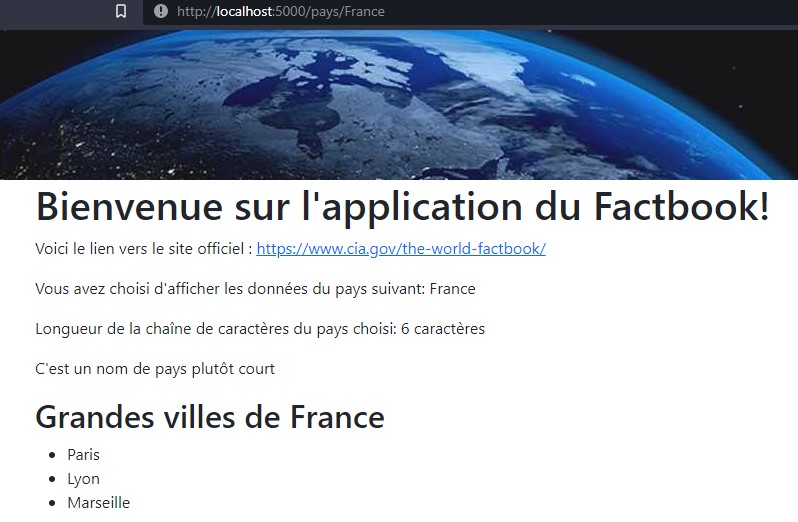 http://localhost:5000/pays/France
Bienvenue sur l'application du Factbook!
Voici le lien vers le site officiel : https://www.cia.gov/the-world-factbook/
Vous avez choisi d'afficher les données du pays suivant: France
Longueur de la chaîne de caractères du pays choisi: 6 caractères
C'est un nom de pays plutôt court
Grandes villes de France
Paris
Lyon
Marseille